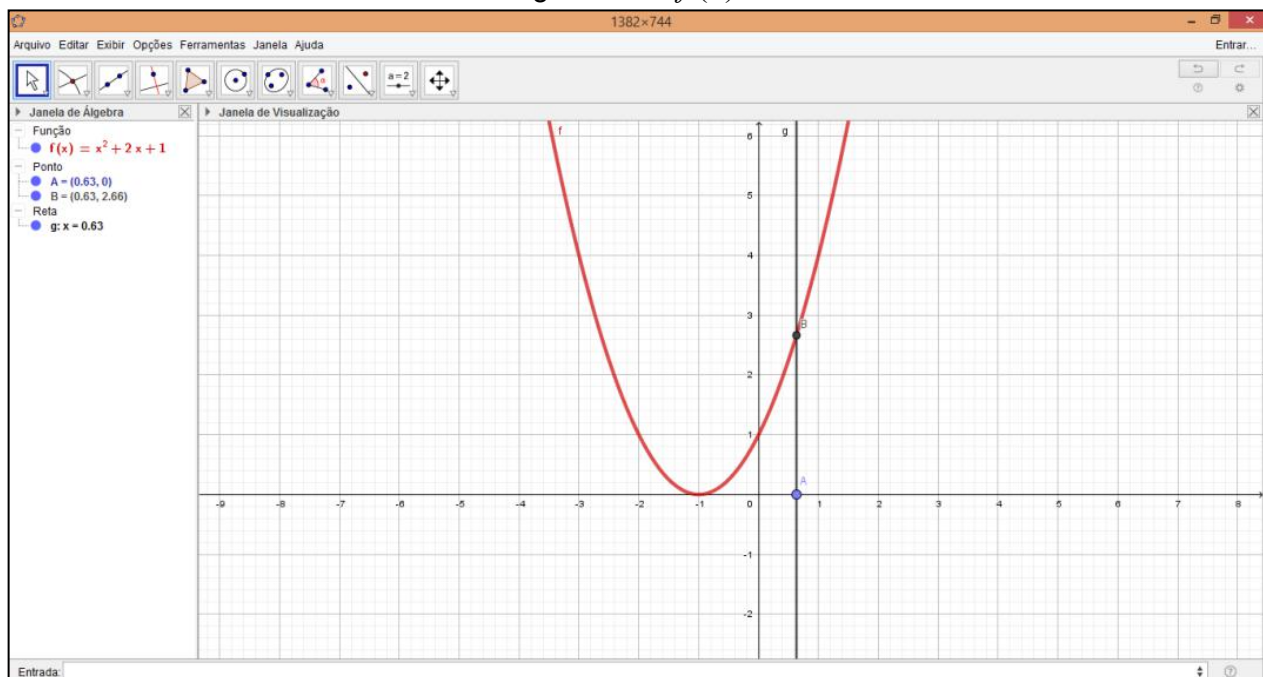 1382×744
Arquivo Editar Exibir Opções Ferramentas Janela Ajuda
Entrar...
a=2
Janela de Álgebra
Janela de Visualização
Função
f(x) = x² + 2 x + 1
Ponto
A = (0.63, 0)
B = (0.63, 2.66)
Reta
g: x = 0.63
f
g
6
5
4
3
B
2
1
A
-9 -8 -7 -6 -5 -4 -3 -2 -1 0 1 2 3 4 5 6 7 8
-1
-2
Entrada: